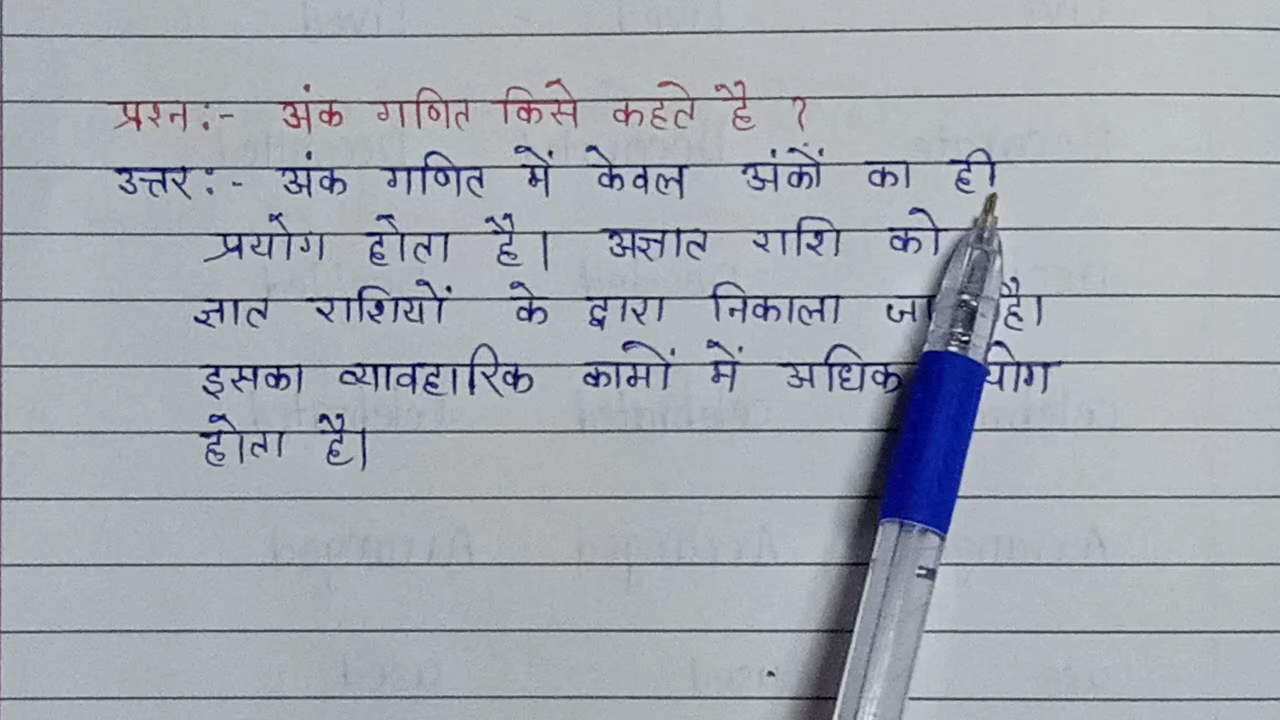 प्रश्न:- अंक गणित किसे कहते है ?
उत्तर:- अंक गणित में केवल अंकों का ही
प्रयोग होता है। अज्ञात राशि को
ज्ञात राशियों के द्वारा निकाला जा है।
इसका व्यावहारिक कामों में अधिक योग
होता है।